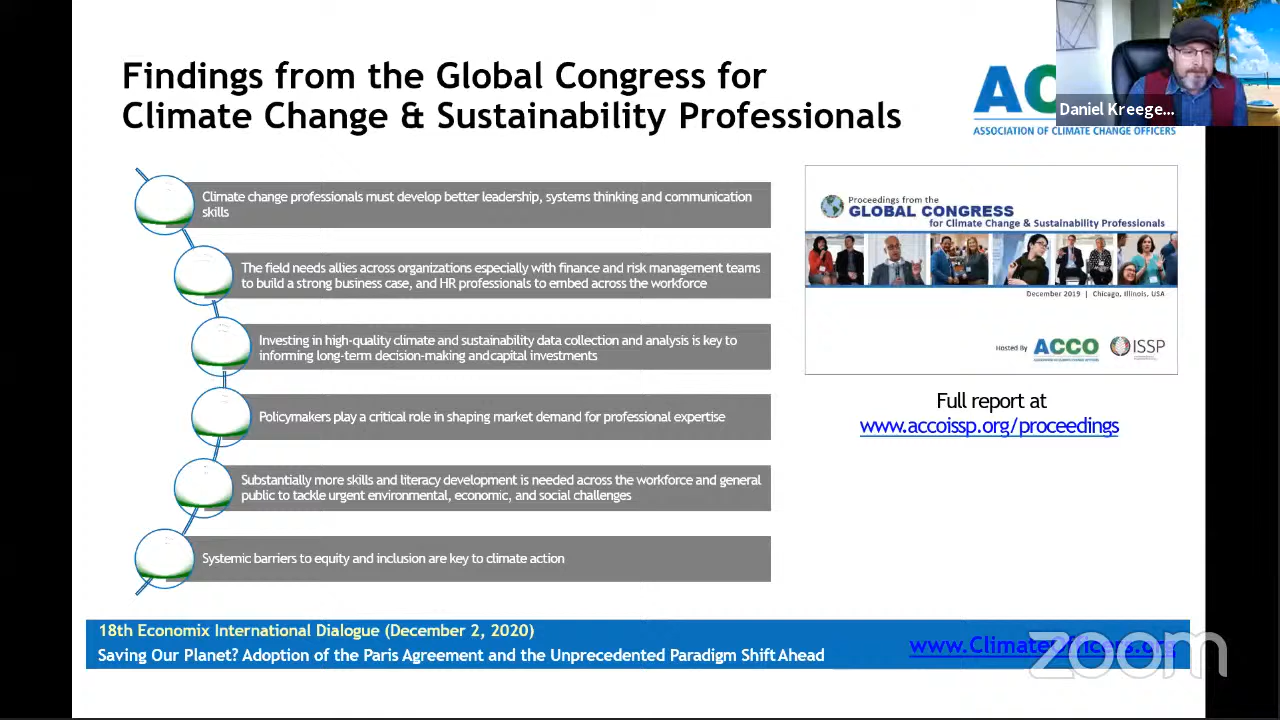 Findings from the Global Congress for
Climate Change & Sustainability Professionals
ACCO
ASSOCIATION OF CLIMATE CHANGE OFFICERS
Daniel Kreege...
Climate change professionals must develop better leadership, systems thinking and communication
skills
The field needs allies across organizations especially with finance and risk management teams
to build a strong business case, and HR professionals to embed across the workforce
Investing in high-quality climate and sustainability data collection and analysis is key to
informing long-term decision-making and capital investments
Policymakers play a critical role in shaping market demand for professional expertise
Substantially more skills and literacy development is needed across the workforce and general
public to tackle urgent environmental, economic, and social challenges
Systemic barriers to equity and inclusion are key to climate action
Proceedings from the
GLOBAL CONGRESS
for Climate Change & Sustainability Professionals
December 2019 | Chicago, Illinois, USA
Hosted By ACCO ISSP
Full report at
www.accoissp.org/proceedings
18th Economix International Dialogue (December 2, 2020)
Saving Our Planet? Adoption of the Paris Agreement and the Unprecedented Paradigm Shift Ahead
www.ClimateOfficers.org
zoom